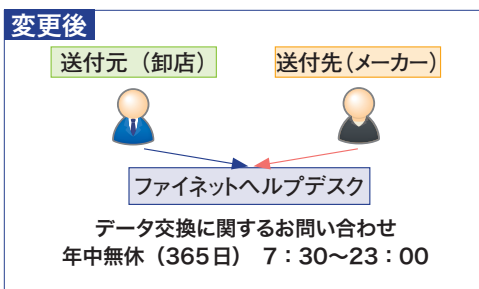 変更後
送付元（卸店） 送付先（メーカー）
ファイネットヘルプデスク
データ交換に関するお問い合わせ
年中無休（365日） 7：30～23：00